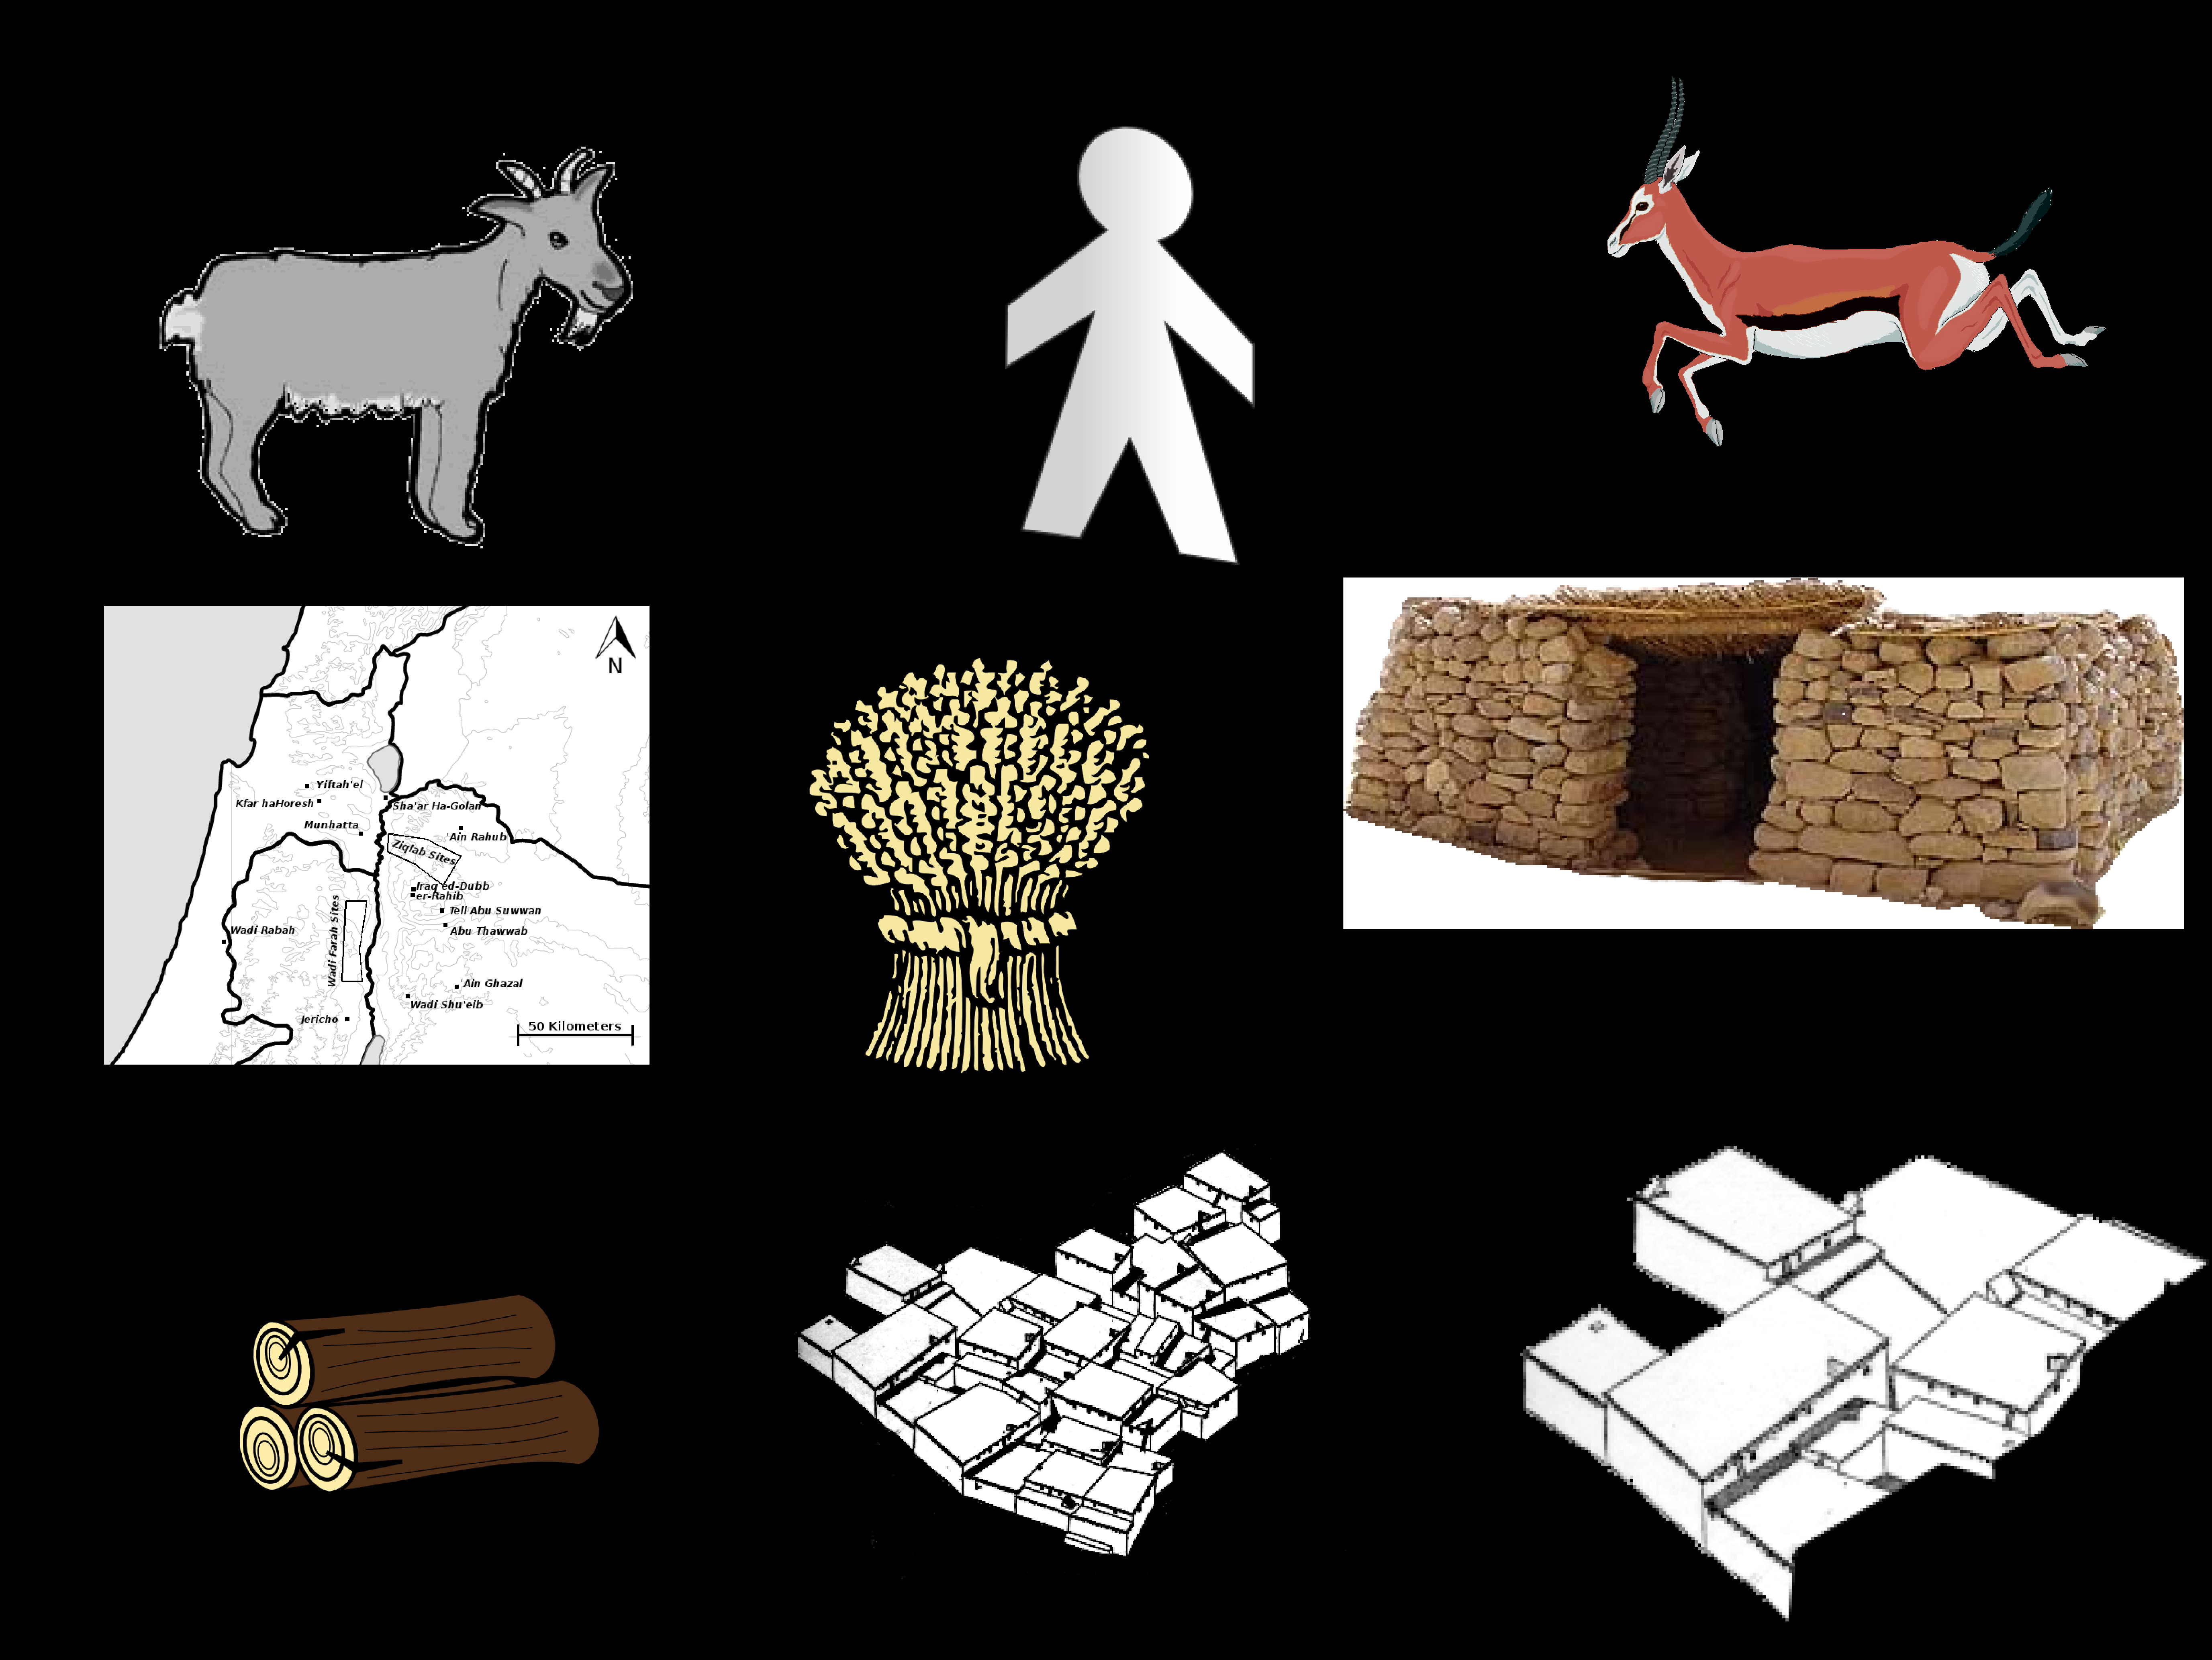 N
Yiftah'el
Kfar haHoresh
Sha'ar Ha-Golan
Munhatta
'Ain Rahub
Ziqlab Sites
Iraq ed-Dubb
er-Rahib
Tell Abu Suwwan
Wadi Rabah
Abu Thawwab
Wadi Farah Sites
'Ain Ghazal
Wadi Shu'eib
Jericho
50 Kilometers